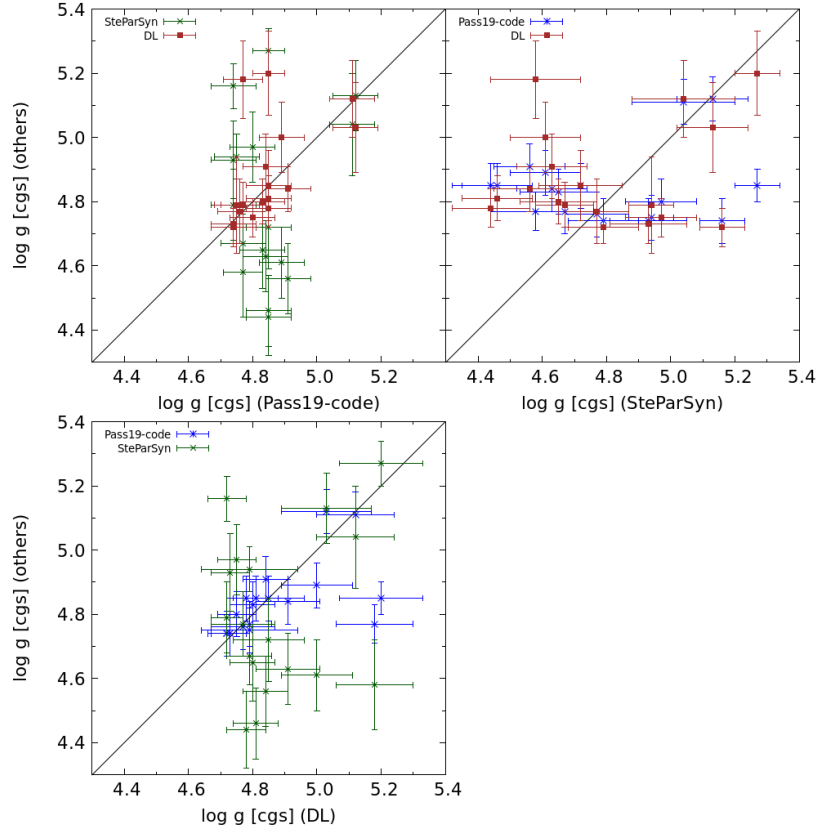 5.4
5.2
5.0
4.8
4.6
4.4
log g [cgs] (others)
SteParSyn
DL
4.4 4.6 4.8 5.0 5.2
log g [cgs] (Pass19-code)
Pass19-code
DL
4.4 4.6 4.8 5.0 5.2 5.4
log g [cgs] (SteParSyn)
5.4
5.2
5.0
4.8
4.6
4.4
log g [cgs] (others)
Pass19-code
SteParSyn
4.4 4.6 4.8 5.0 5.2 5.4
log g [cgs] (DL)